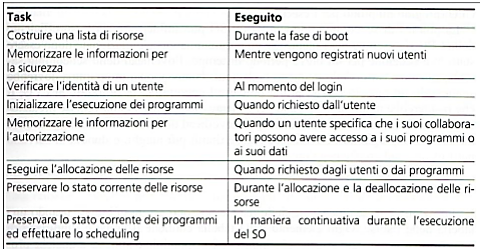 Task Eseguito
Costruire una lista di risorse Durante la fase di boot
Memorizzare le informazioni per Mentre vengono registrati nuovi utenti
la sicurezza
Verificare l'identità di un utente Al momento del login
Inizializzare l'esecuzione dei programmi Quando richiesto dall'utente
Memorizzare le informazioni per Quando un utente specifica che i suoi collabora-
l'autorizzazione tori possono avere accesso a i suoi programmi o
ai suoi dati
Eseguire l'allocazione delle risorse Quando richiesto dagli utenti o dai programmi
Preservare lo stato corrente delle risorse Durante l'allocazione e la deallocazione delle ri-
sorse
Preservare lo stato corrente dei programmi In maniera continuativa durante l'esecuzione
ed effettuare lo scheduling del SO